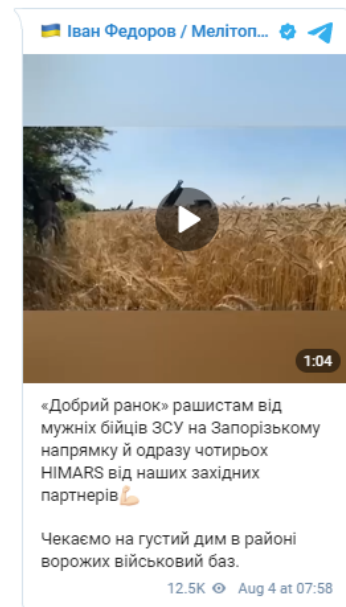 Іван Федоров / Мелітоп...
1:04
«Добрий ранок» рашистам від
мужніх бійців ЗСУ на Запорізькому
напрямку й одразу чотирьох
HIMARS від наших західних
партнерів💪🏻
Чекаємо на густий дим в районі
ворожих військовий баз.
12.5K Aug 4 at 07:58